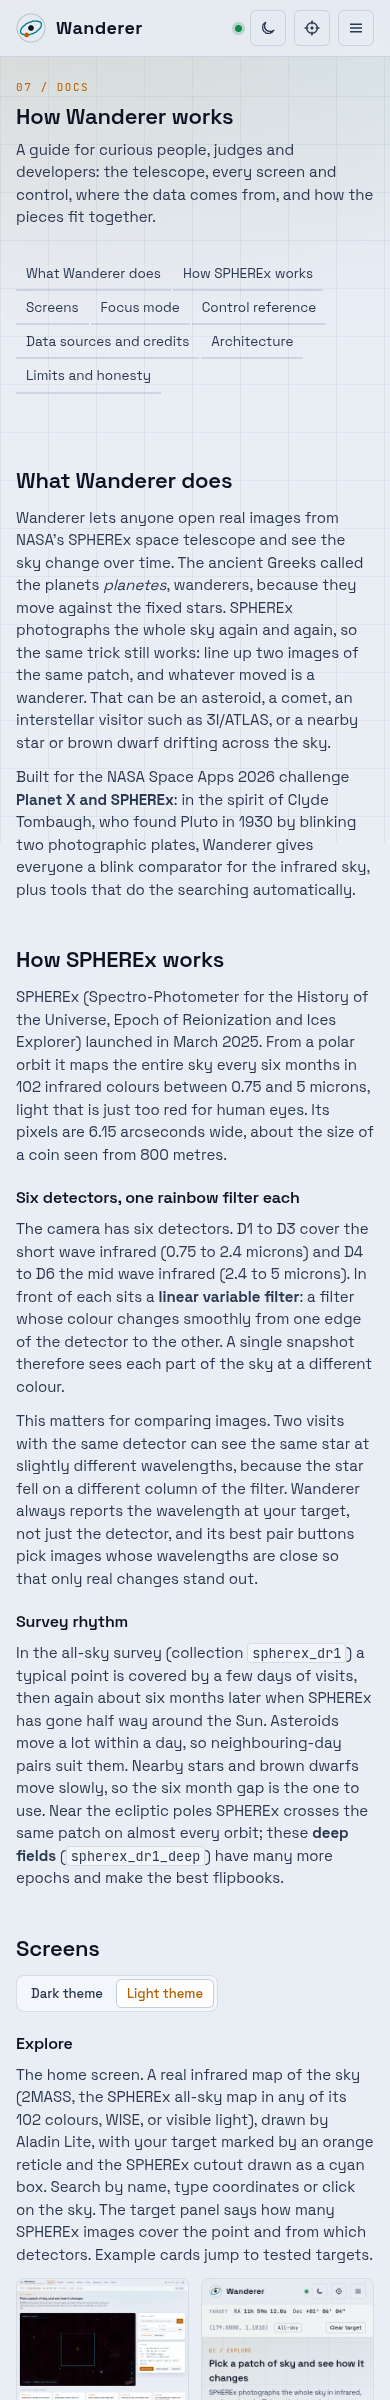 Wanderer
07 / DOCS
How Wanderer works
A guide for curious people, judges and
developers: the telescope, every screen and
control, where the data comes from, and how the
pieces fit together.
What Wanderer does How SPHEREx works
Screens Focus mode Control reference
Data sources and credits Architecture
Limits and honesty
What Wanderer does
Wanderer lets anyone open real images from
NASA's SPHEREx space telescope and see the
sky change over time. The ancient Greeks called
the planets planetes, wanderers, because they
move against the fixed stars. SPHEREx
photographs the whole sky again and again, so
the same trick still works: line up two images of
the same patch, and whatever moved is a
wanderer. That can be an asteroid, a comet, an
interstellar visitor such as 3I/ATLAS, or a nearby
star or brown dwarf drifting across the sky.
Built for the NASA Space Apps 2026 challenge
Planet X and SPHEREx: in the spirit of Clyde
Tombaugh, who found Pluto in 1930 by blinking
two photographic plates, Wanderer gives
everyone a blink comparator for the infrared sky,
plus tools that do the searching automatically.
How SPHEREx works
SPHEREx (Spectro-Photometer for the History of
the Universe, Epoch of Reionization and Ices
Explorer) launched in March 2025. From a polar
orbit it maps the entire sky every six months in
102 infrared colours between 0.75 and 5 microns,
light that is just too red for human eyes. Its
pixels are 6.15 arcseconds wide, about the size of
a coin seen from 800 metres.
Six detectors, one rainbow filter each
The camera has six detectors. D1 to D3 cover the
short wave infrared (0.75 to 2.4 microns) and D4
to D6 the mid wave infrared (2.4 to 5 microns). In
front of each sits a linear variable filter: a filter
whose colour changes smoothly from one edge
of the detector to the other. A single snapshot
therefore sees each part of the sky at a different
colour.
This matters for comparing images. Two visits
with the same detector can see the same star at
slightly different wavelengths, because the star
fell on a different column of the filter. Wanderer
always reports the wavelength at your target,
not just the detector, and its best pair buttons
pick images whose wavelengths are close so
that only real changes stand out.
Survey rhythm
In the all-sky survey (collection spherex_dr1) a
typical point is covered by a few days of visits,
then again about six months later when SPHEREx
has gone half way around the Sun. Asteroids
move a lot within a day, so neighbouring-day
pairs suit them. Nearby stars and brown dwarfs
move slowly, so the six month gap is the one to
use. Near the ecliptic poles SPHEREx crosses the
same patch on almost every orbit; these deep
fields (spherex_dr1_deep) have many more
epochs and make the best flipbooks.
Screens
Dark theme Light theme
Explore
The home screen. A real infrared map of the sky
(2MASS, the SPHEREx all-sky map in any of its
102 colours, WISE, or visible light), drawn by
Aladin Lite, with your target marked by an orange
reticle and the SPHEREx cutout drawn as a cyan
box. Search by name, type coordinates or click
on the sky. The target panel says how many
SPHEREx images cover the point and from which
detectors. Example cards jump to tested targets.
Wanderer
TARGET RA 11h 59m 12.0s Dec +01° 06' 04"
All-sky Clear target
01 / EXPLORE
Pick a patch of sky and see how it
changes
SPHEREx photographs the whole sky in infrared,